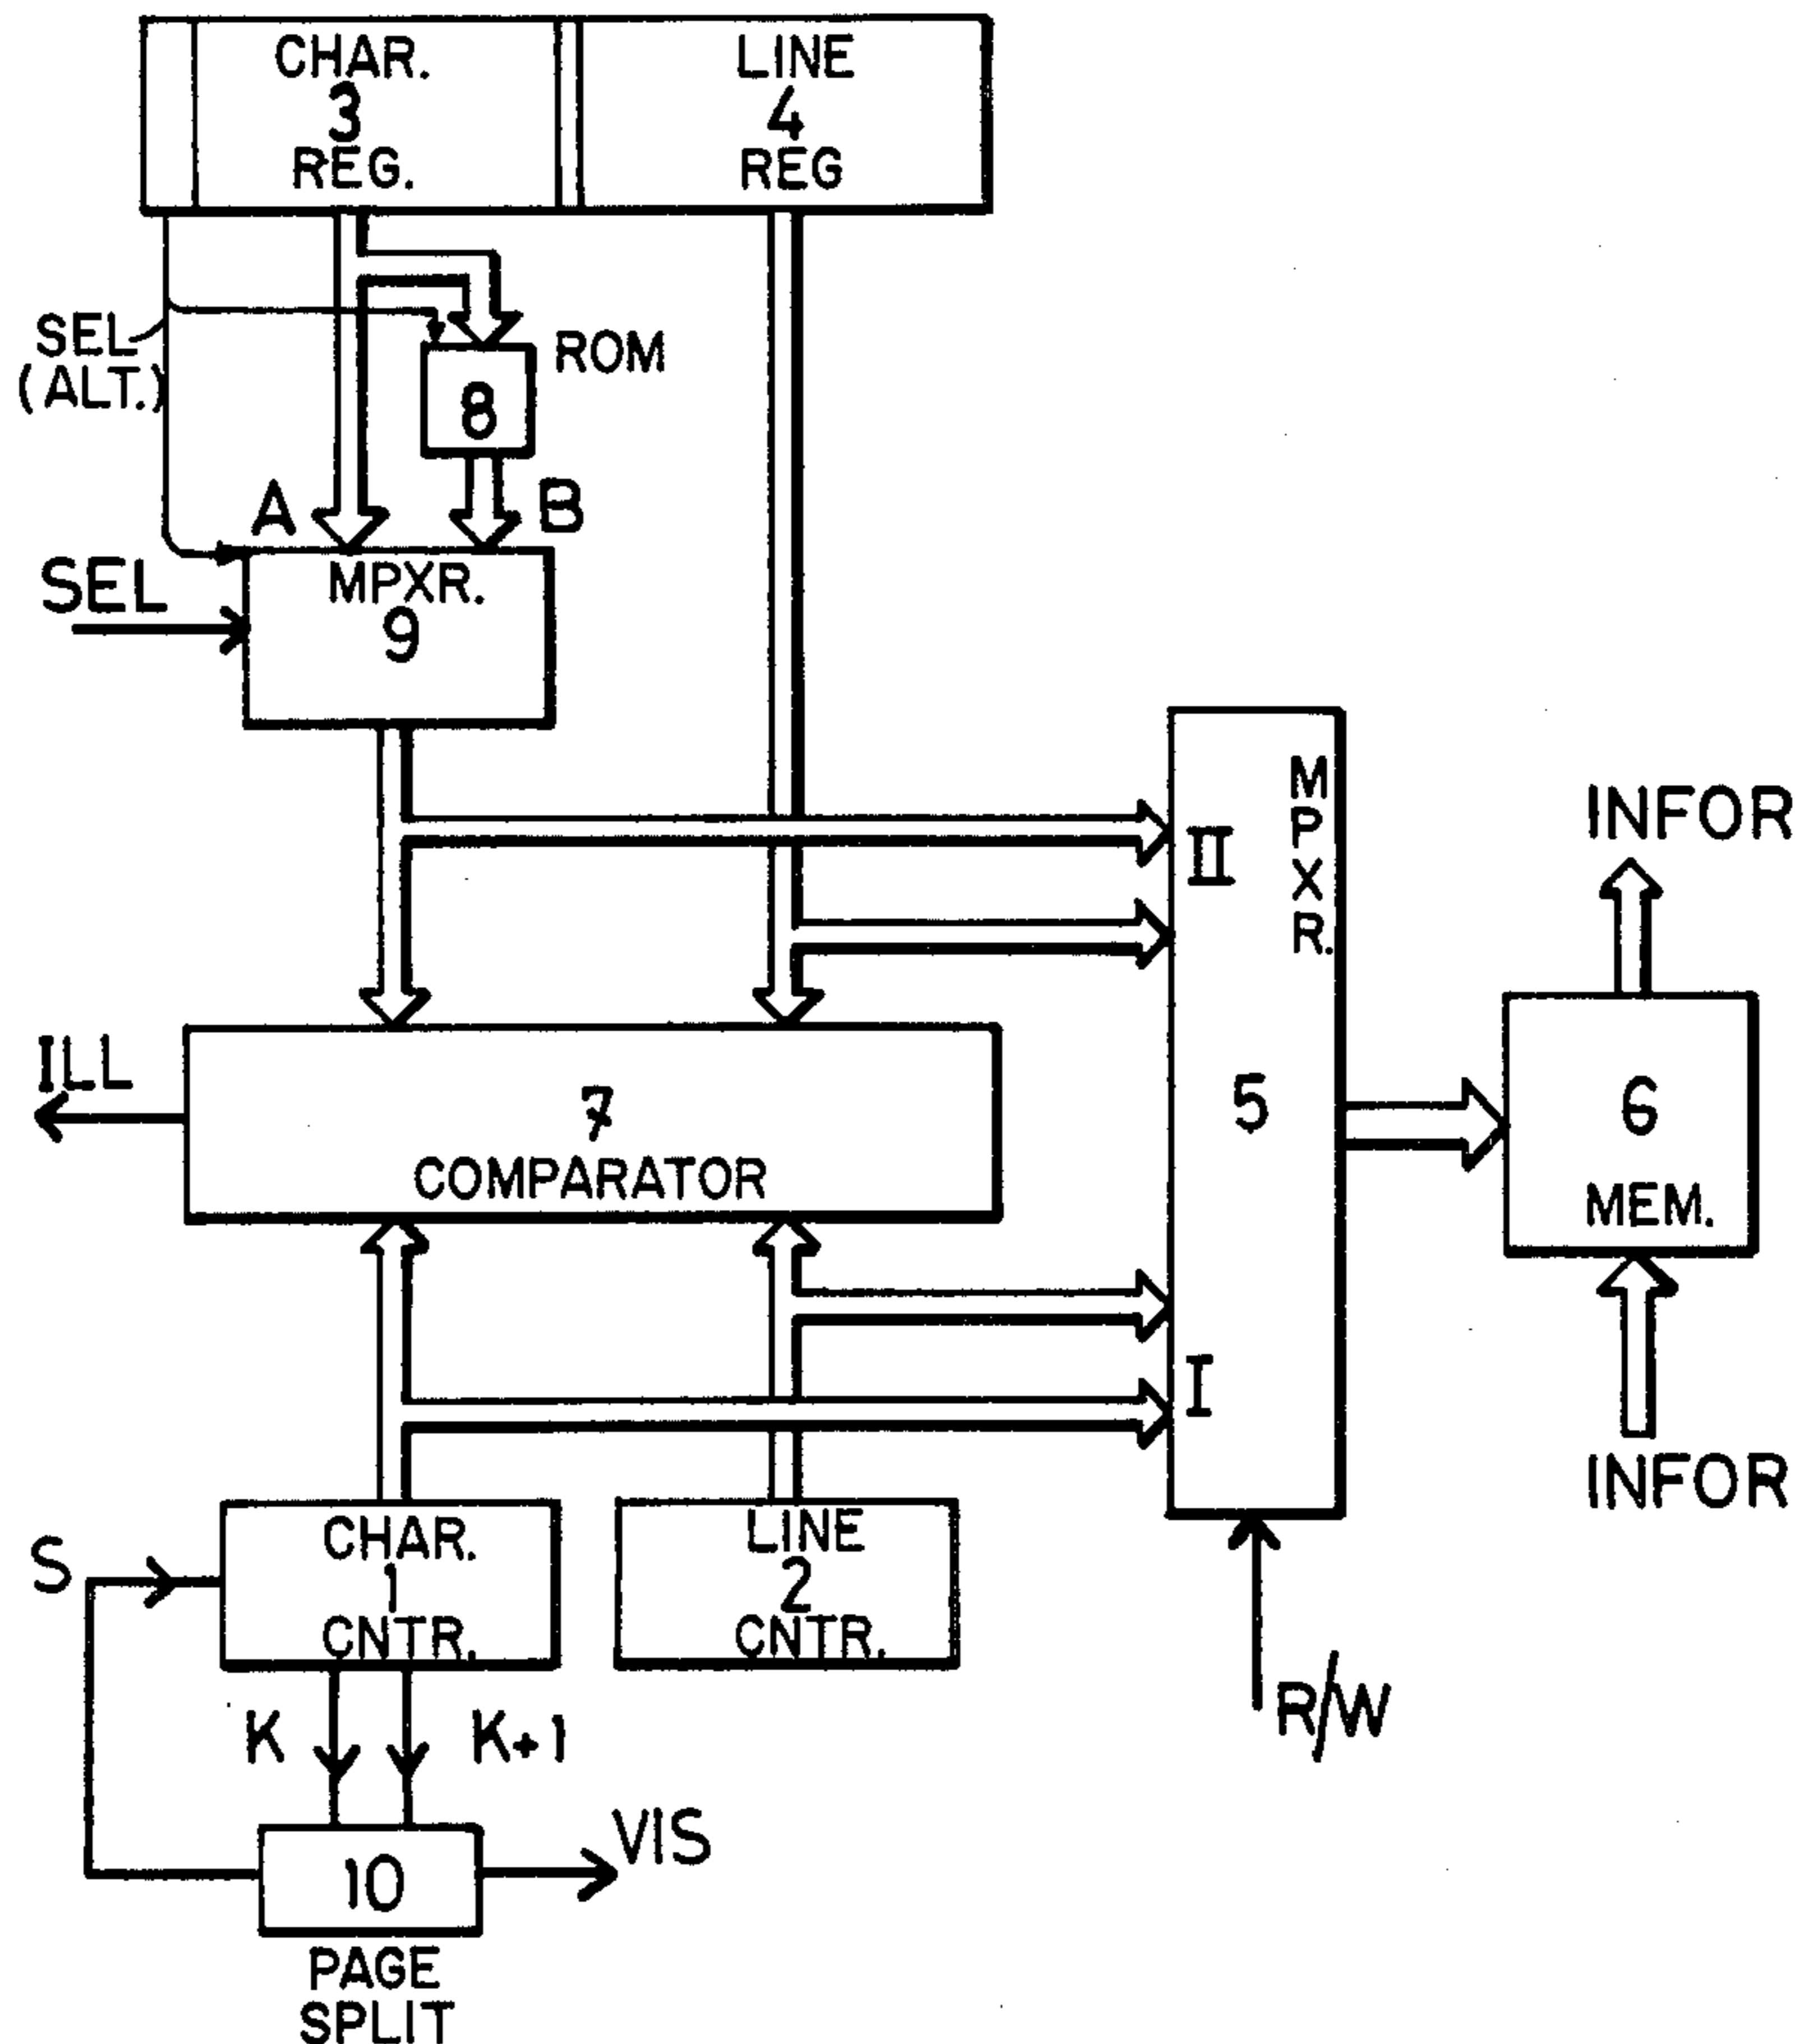 CHAR.
3
REG.
LINE
4
REG
SEL
(ALT.)
ROM
8
A
B
SEL
MPXR.
9
MPXR.
II
INFOR
ILL
7
COMPARATOR
5
6
MEM.
I
INFOR
S
CHAR.
1
CNTR.
LINE
2
CNTR.
R/W
K
K+1
VIS
10
PAGE
SPLIT